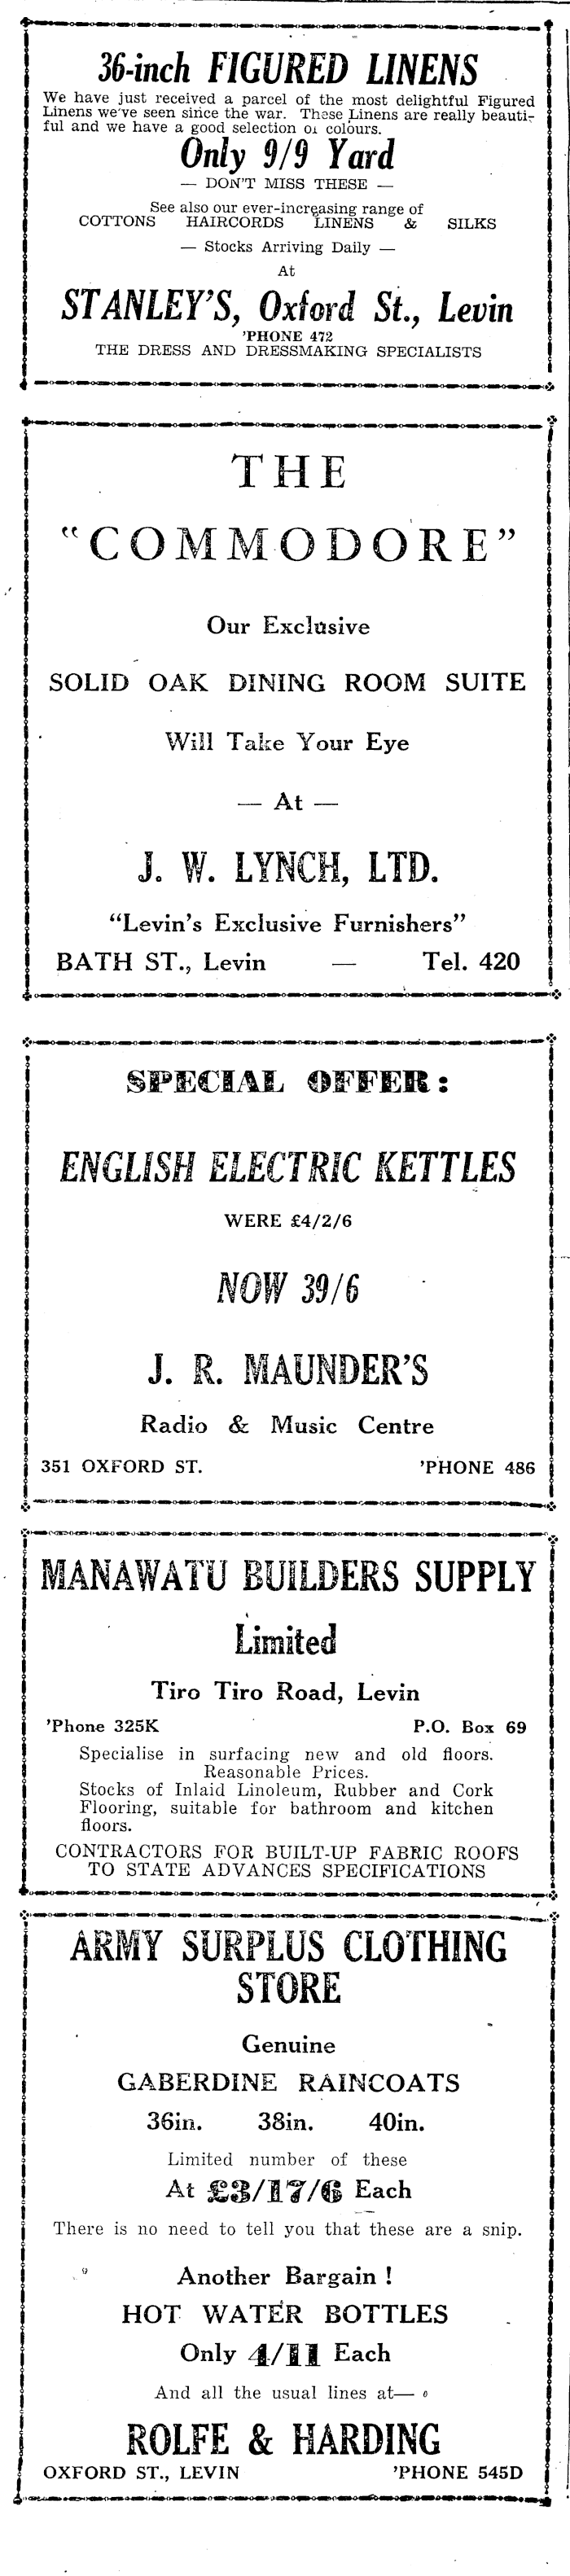 36-inch FIGURED LINENS
We have just received a parcel of the most delightful Figured
Linens we've seen since the war. These Linens are really beauti-
ful and we have a good selection of colours.
Only 9/9 Yard
— DON'T MISS THESE —
See also our ever-increasing range of
COTTONS HAIRCORDS LINENS & SILKS
— Stocks Arriving Daily —
At
STANLEY'S, Oxford St., Levin
'PHONE 472
THE DRESS AND DRESSMAKING SPECIALISTS
THE
"COMMODORE"
Our Exclusive
SOLID OAK DINING ROOM SUITE
Will Take Your Eye
— At —
J. W. LYNCH, LTD.
"Levin's Exclusive Furnishers"
BATH ST., Levin — Tel. 420
SPECIAL OFFER:
ENGLISH ELECTRIC KETTLES
WERE £4/2/6
NOW 39/6
J. R. MAUNDER'S
Radio & Music Centre
351 OXFORD ST. 'PHONE 486
MANAWATU BUILDERS SUPPLY
Limited
Tiro Tiro Road, Levin
'Phone 325K P.O. Box 69
Specialise in surfacing new and old floors.
Reasonable Prices.
Stocks of Inlaid Linoleum, Rubber and Cork
Flooring, suitable for bathroom and kitchen
floors.
CONTRACTORS FOR BUILT-UP FABRIC ROOFS
TO STATE ADVANCES SPECIFICATIONS
ARMY SURPLUS CLOTHING
STORE
Genuine
GABERDINE RAINCOATS
36in. 38in. 40in.
Limited number of these
At £3/17/6 Each
There is no need to tell you that these are a snip.
Another Bargain !
HOT WATER BOTTLES
Only 4/11 Each
And all the usual lines at—
ROLFE & HARDING
OXFORD ST., LEVIN 'PHONE 545D